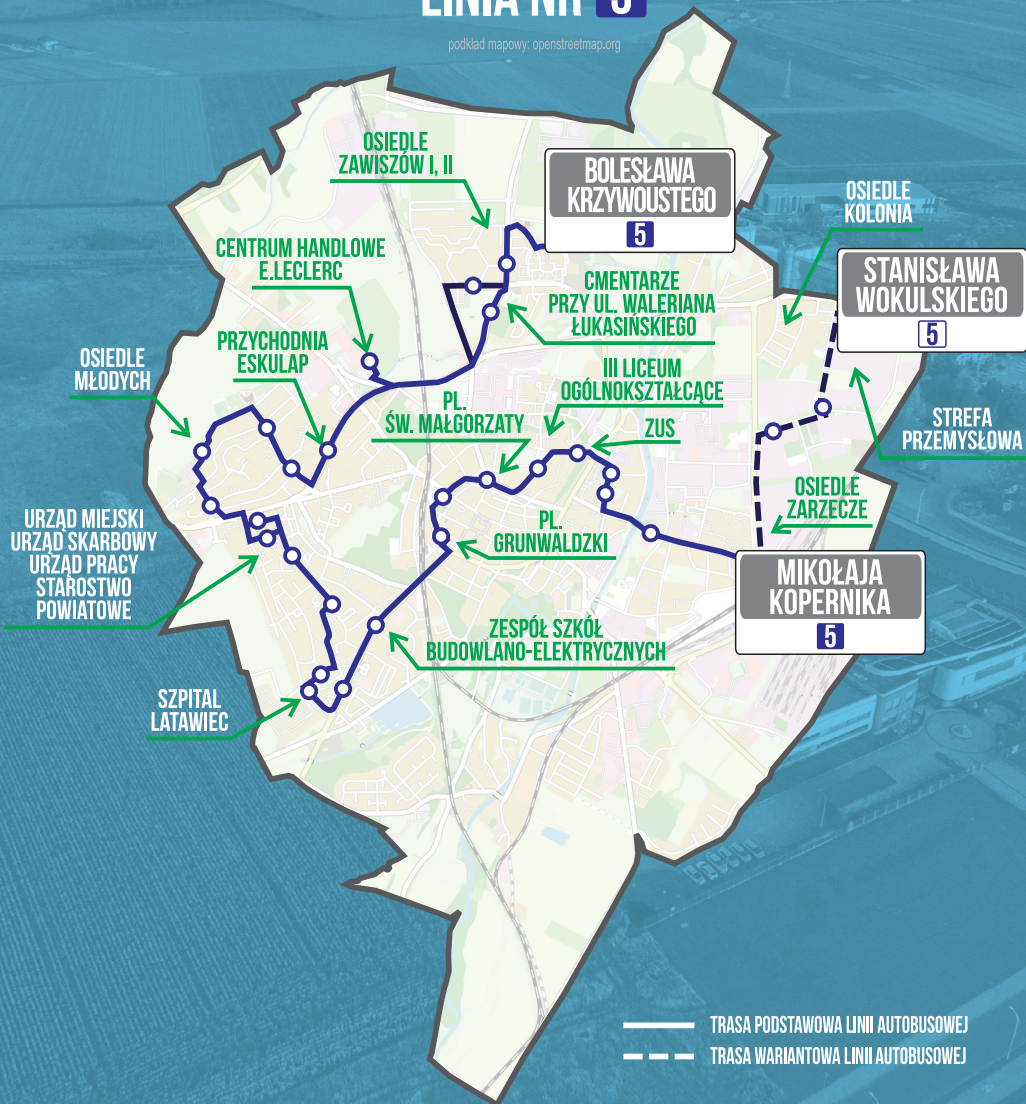 LINIA NR 5
podkład mapowy: openstreetmap.org
OSIEDLE
ZAWISZÓW I, II
BOLESŁAWA
KRZYWOUSTEGO
5
OSIEDLE
KOLONIA
CENTRUM HANDLOWE
E.LECLERC
STANISŁAWA
WOKULSKIEGO
5
CMENTARZE
PRZY UL. WALERIANA
ŁUKASIŃSKIEGO
PRZYCHODNIA
ESKULAP
OSIEDLE
MŁODYCH
III LICEUM
OGÓLNOKSZTAŁCĄCE
PL.
ŚW. MAŁGORZATY
ZUS
STREFA
PRZEMYSŁOWA
OSIEDLE
ZARZECZE
URZĄD MIEJSKI
URZĄD SKARBOWY
URZĄD PRACY
STAROSTWO
POWIATOWE
PL.
GRUNWALDZKI
MIKOŁAJA
KOPERNIKA
5
ZESPÓŁ SZKÓŁ
BUDOWLANO-ELEKTRYCZNYCH
SZPITAL
LATAWIEC
TRASA PODSTAWOWA LINII AUTOBUSOWEJ
TRASA WARIANTOWA LINII AUTOBUSOWEJ